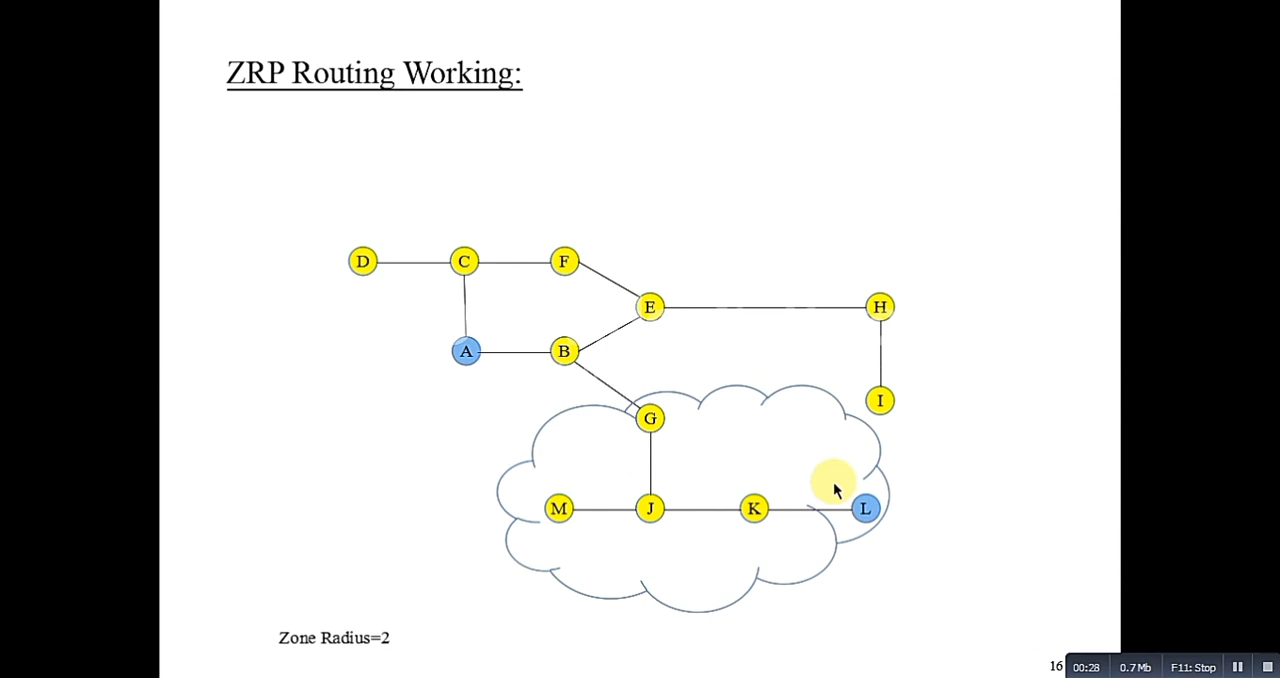 ZRP Routing Working:
D C F
E H
A B
I
G
M J K L
Zone Radius=2
16
00:28 0.7 Mb F11: Stop